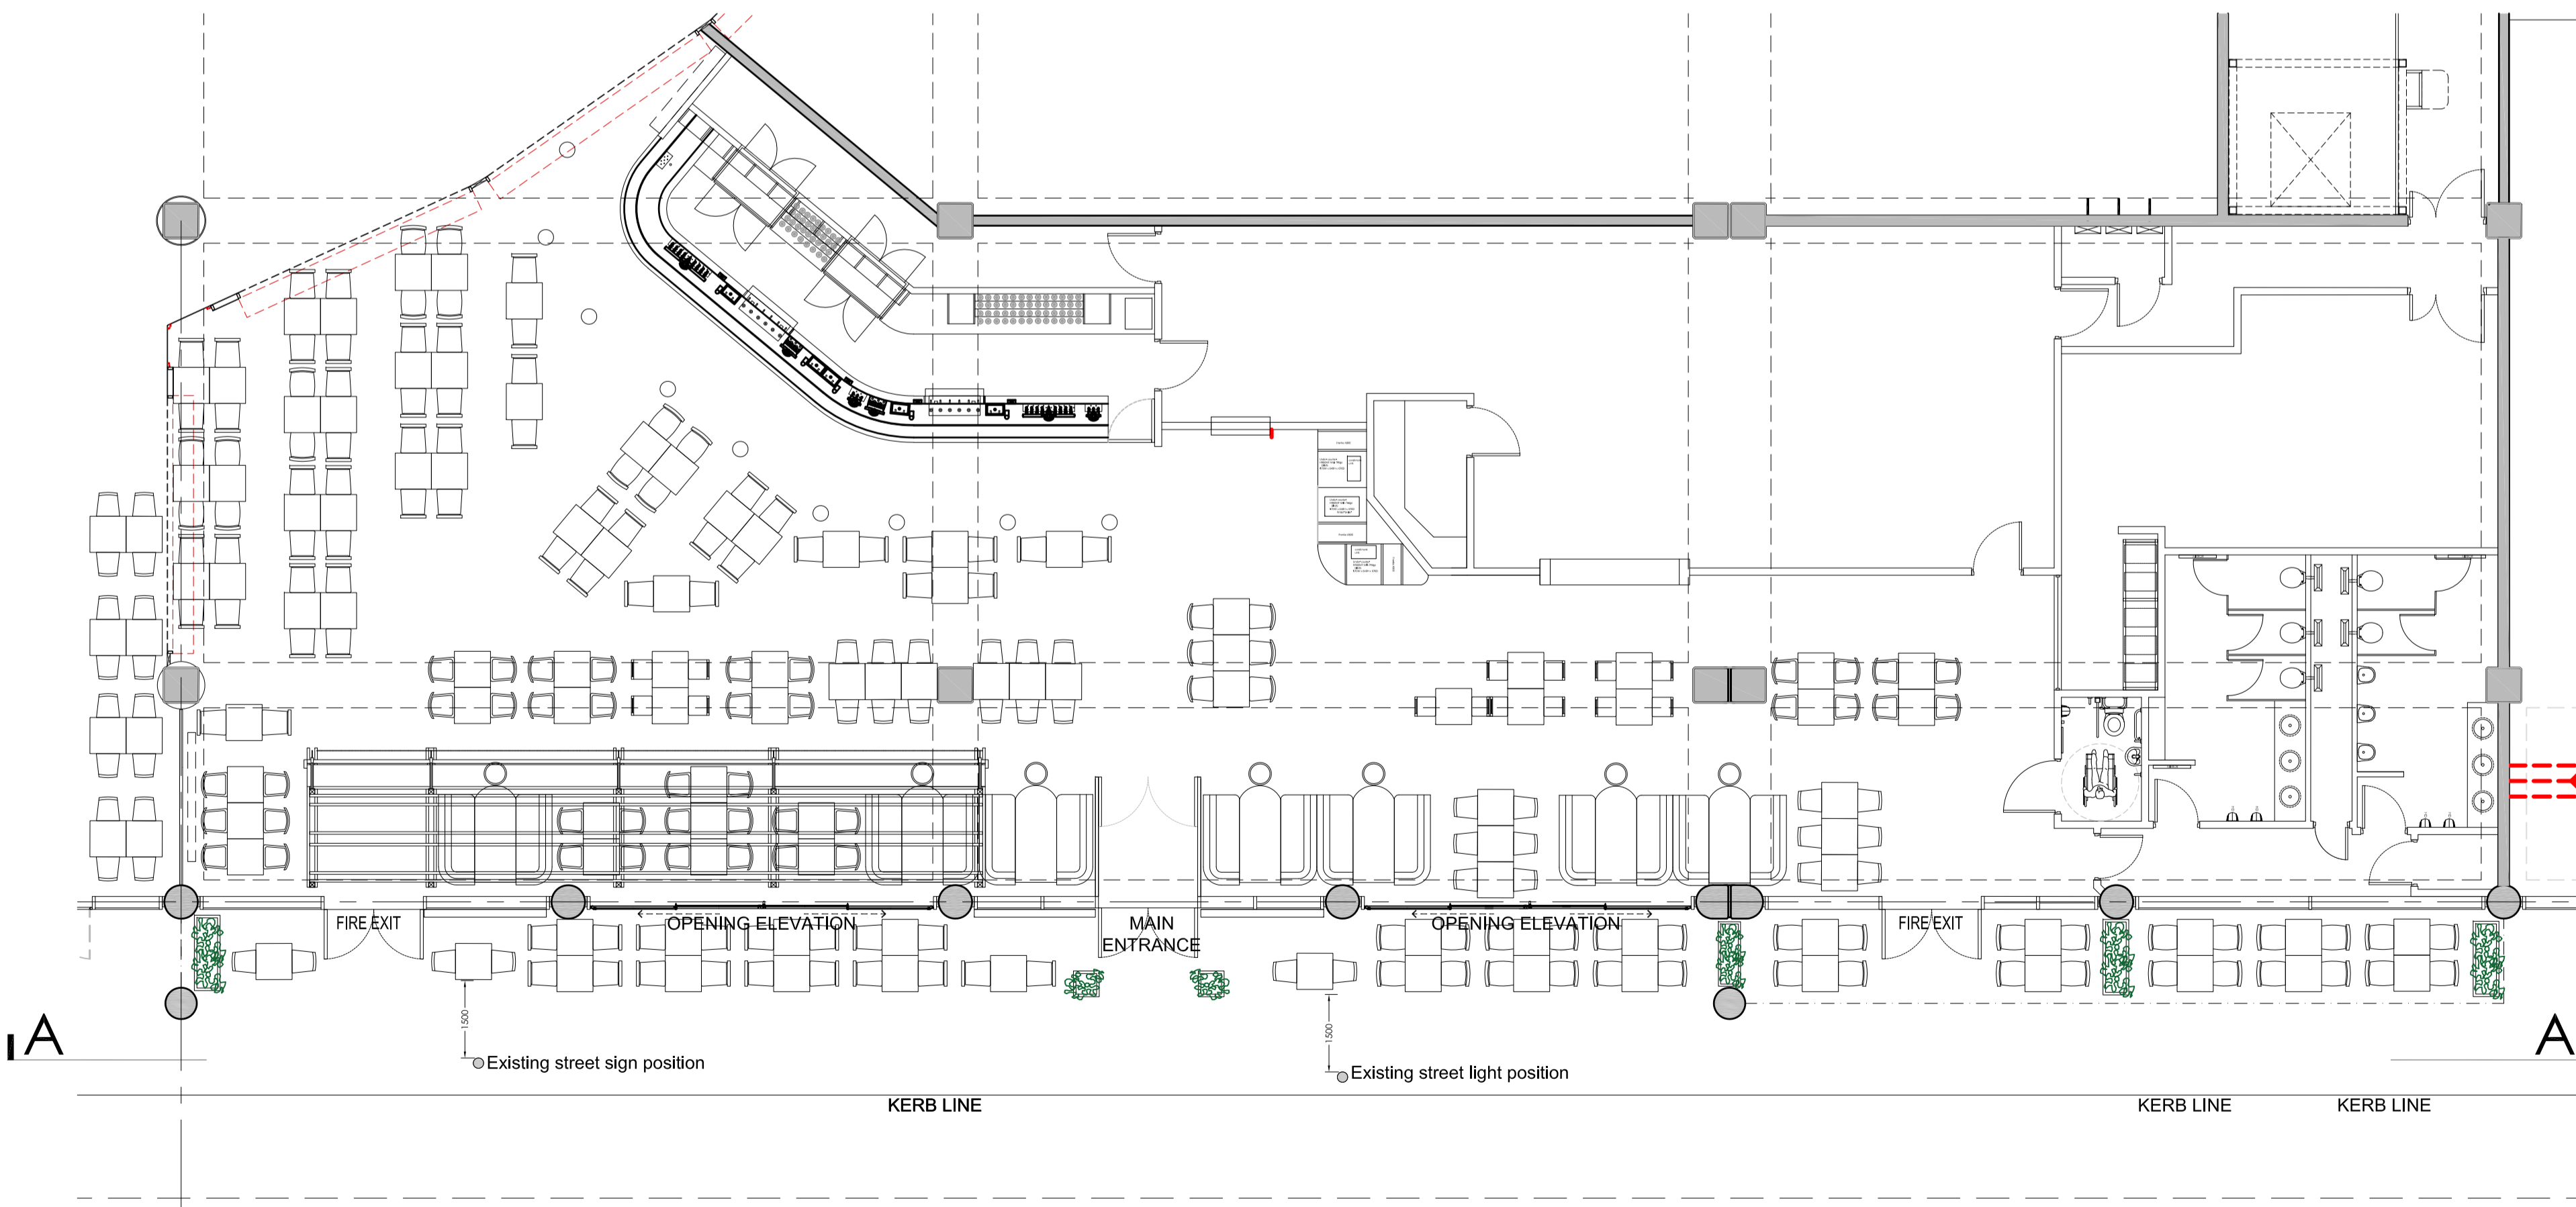 FIRE EXIT
OPENING ELEVATION
MAIN
ENTRANCE
OPENING ELEVATION
FIRE EXIT
1500
1500
A
A
Existing street sign position
Existing street light position
KERB LINE
KERB LINE
KERB LINE